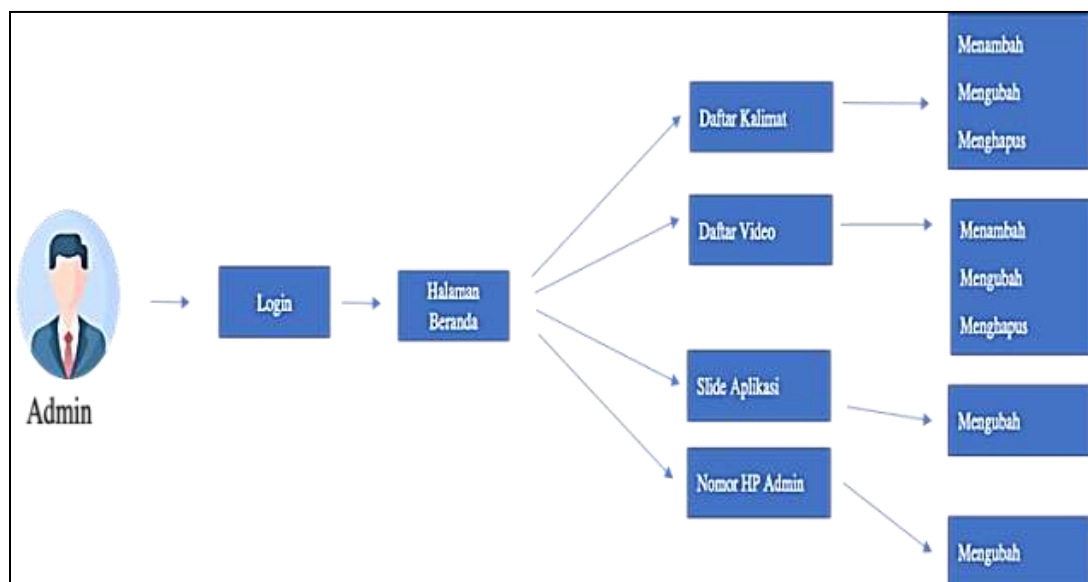 Admin
Login
Halaman
Beranda
Daftar Kalimat
Menambah
Mengubah
Menghapus
Daftar Video
Menambah
Mengubah
Menghapus
Slide Aplikasi
Mengubah
Nomor HP Admin
Mengubah